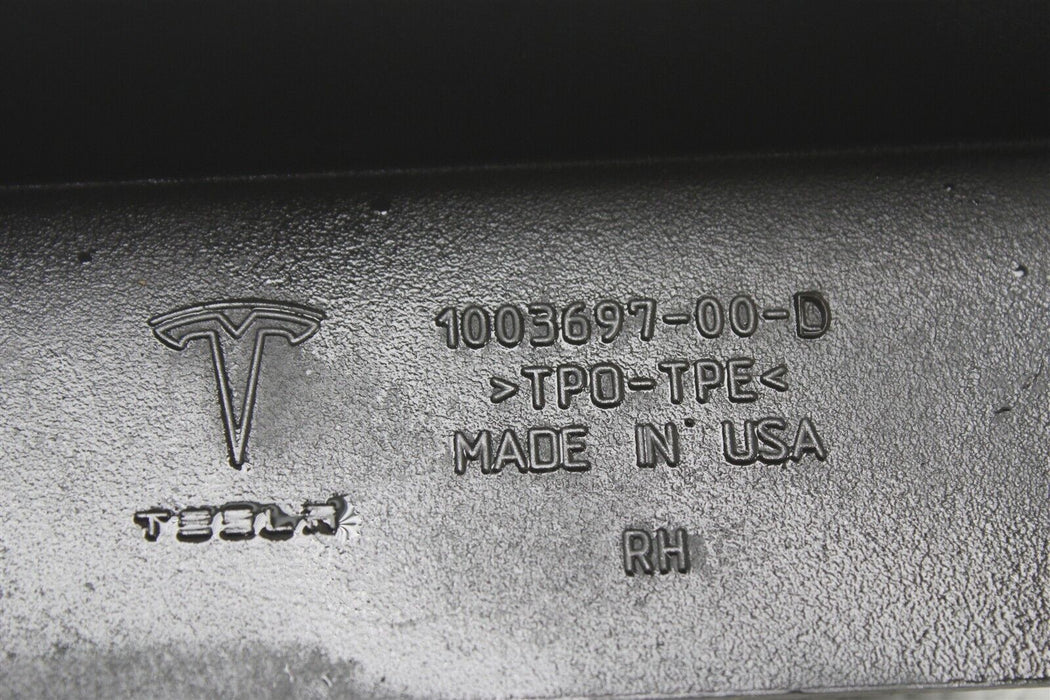 1003697-00-D
>TPO-TPE<
MADE IN USA
TESLA
RH